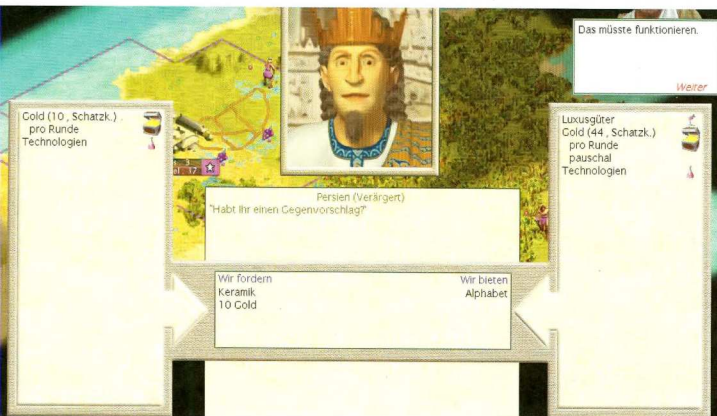 Das müsste funktionieren.
Weiter
Gold (10 , Schatzk.)
pro Runde
Technologien
Luxusgüter
Gold (44 , Schatzk.)
pro Runde
pauschal
Technologien
Persien (Verärgert)
"Habt Ihr einen Gegenvorschlag?"
Wir fordern
Keramik
10 Gold
Wir bieten
Alphabet